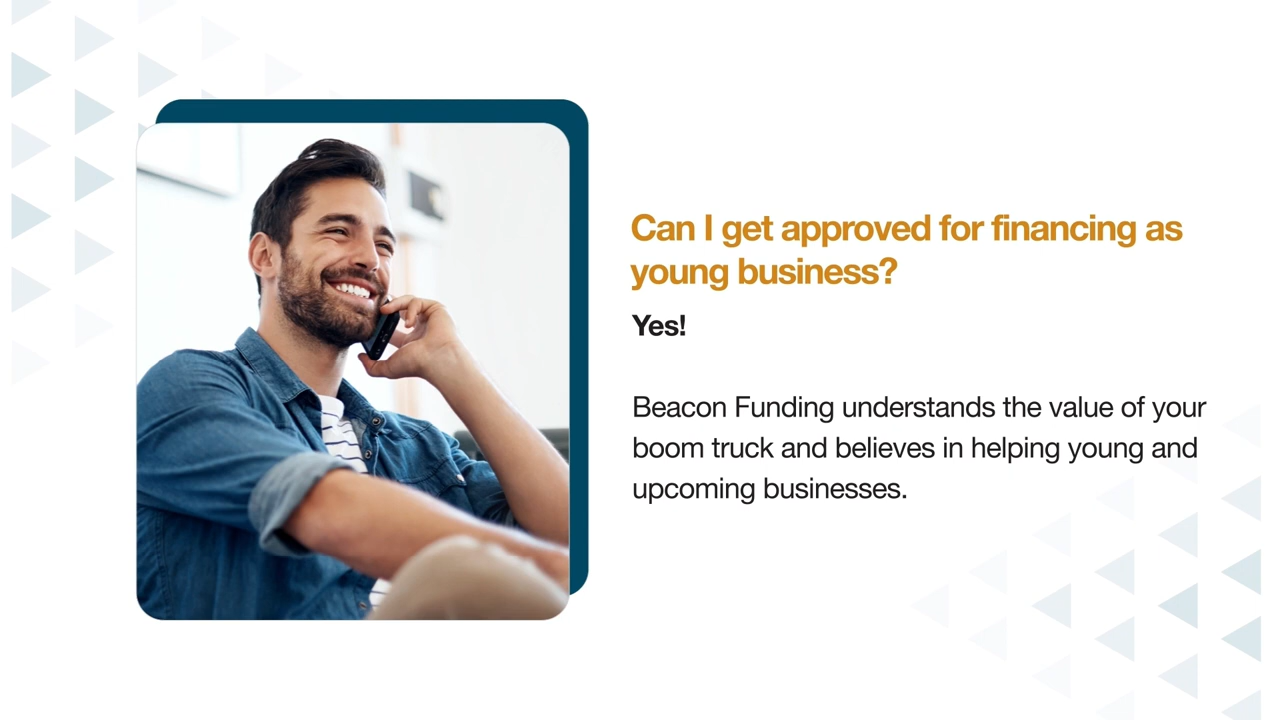 Can I get approved for financing as
young business?
Yes!
Beacon Funding understands the value of your
boom truck and believes in helping young and
upcoming businesses.